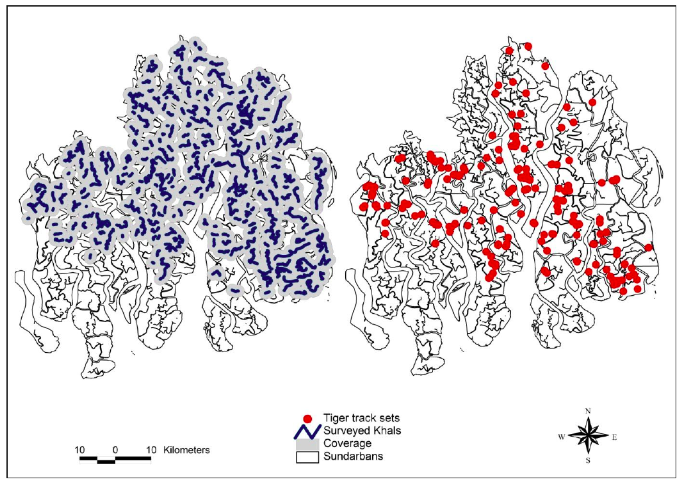 Tiger track sets
Surveyed Khals
Coverage
Sundarbans
10 0 10 Kilometers
N
W E
S